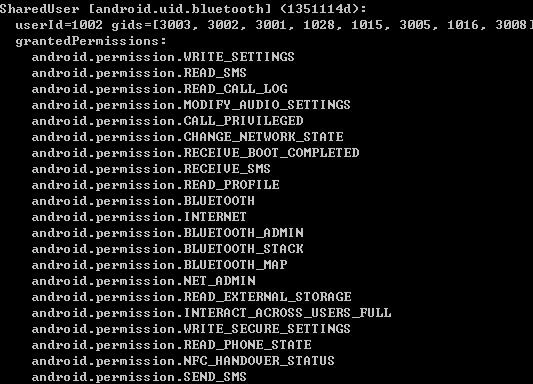 SharedUser [android.uid.bluetooth] (1351114d):
userId=1002 gids=[3003, 3002, 3001, 1028, 1015, 3005, 1016, 3008]
grantedPermissions:
android.permission.WRITE_SETTINGS
android.permission.READ_SMS
android.permission.READ_CALL_LOG
android.permission.MODIFY_AUDIO_SETTINGS
android.permission.CALL_PRIVILEGED
android.permission.CHANGE_NETWORK_STATE
android.permission.RECEIVE_BOOT_COMPLETED
android.permission.RECEIVE_SMS
android.permission.READ_PROFILE
android.permission.BLUETOOTH
android.permission.INTERNET
android.permission.BLUETOOTH_ADMIN
android.permission.BLUETOOTH_STACK
android.permission.BLUETOOTH_MAP
android.permission.NET_ADMIN
android.permission.READ_EXTERNAL_STORAGE
android.permission.INTERACT_ACROSS_USERS_FULL
android.permission.WRITE_SECURE_SETTINGS
android.permission.READ_PHONE_STATE
android.permission.NFC_HANDOVER_STATUS
android.permission.SEND_SMS